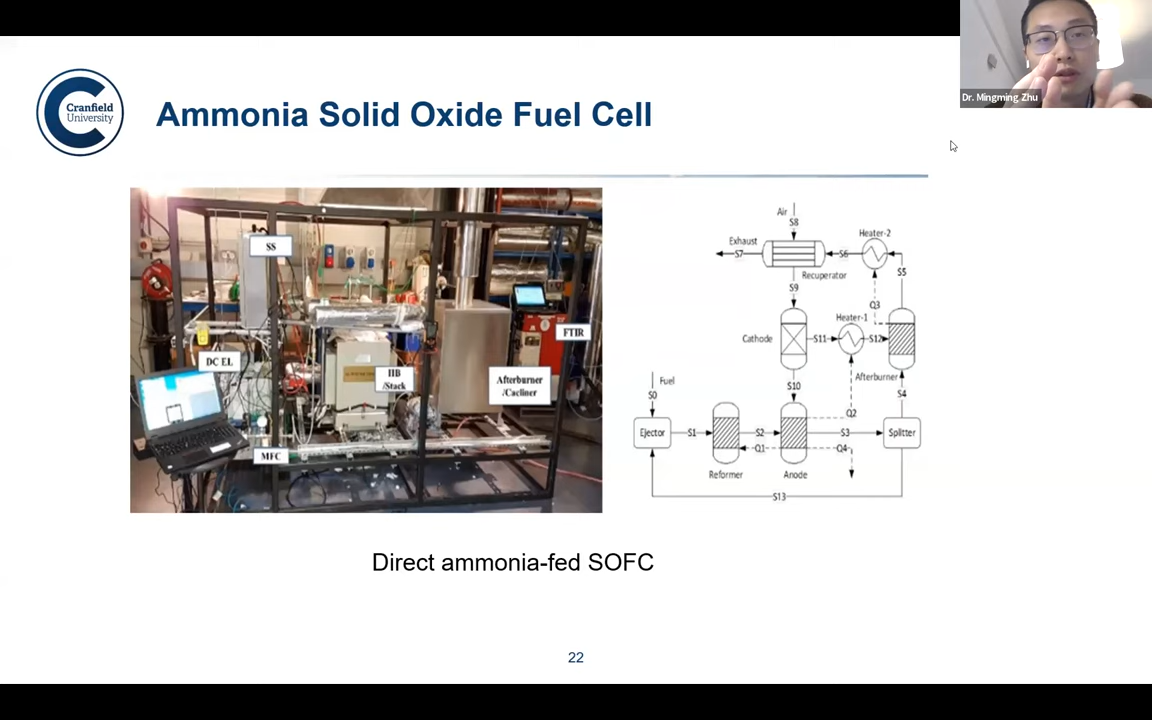 Dr. Mingming Zhu
Cranfield
University
Ammonia Solid Oxide Fuel Cell
SS
DC EL
IIB
/Stack
MFC
FTIR
Afterburner
/Cacliner
Air
S8
Heater-2
Exhaust
S7
S6
Recuperator
S5
S9
Q3
Heater-1
Cathode
S11
S12
Afterburner
Fuel
S0
S10
S4
Q2
Ejector
S1
S2
S3
Splitter
Q1
Q4
Reformer
Anode
S13
Direct ammonia-fed SOFC
22